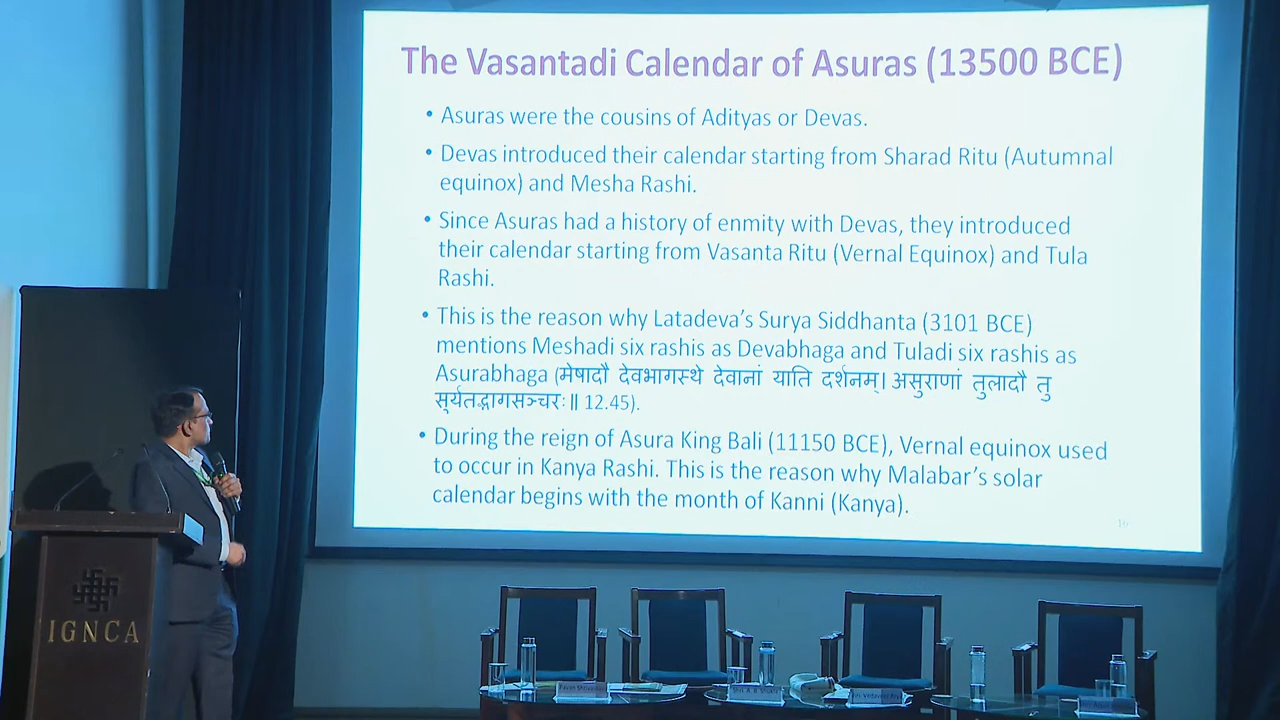 The Vasantadi Calendar of Asuras (13500 BCE)
• Asuras were the cousins of Adityas or Devas.
• Devas introduced their calendar starting from Sharad Ritu (Autumnal
equinox) and Mesha Rashi.
• Since Asuras had a history of enmity with Devas, they introduced
their calendar starting from Vasanta Ritu (Vernal Equinox) and Tula
Rashi.
• This is the reason why Latadeva's Surya Siddhanta (3101 BCE)
mentions Meshadi six rashis as Devabhaga and Tuladi six rashis as
Asurabhaga (मेषादौ देवभागस्थे देवानां याति दर्शनम्। असुराणां तुलादौ तु
सूर्यतद्भागसञ्चरः॥ 12.45).
• During the reign of Asura King Bali (11150 BCE), Vernal equinox used
to occur in Kanya Rashi. This is the reason why Malabar's solar
calendar begins with the month of Kanni (Kanya).
16
IGNCA